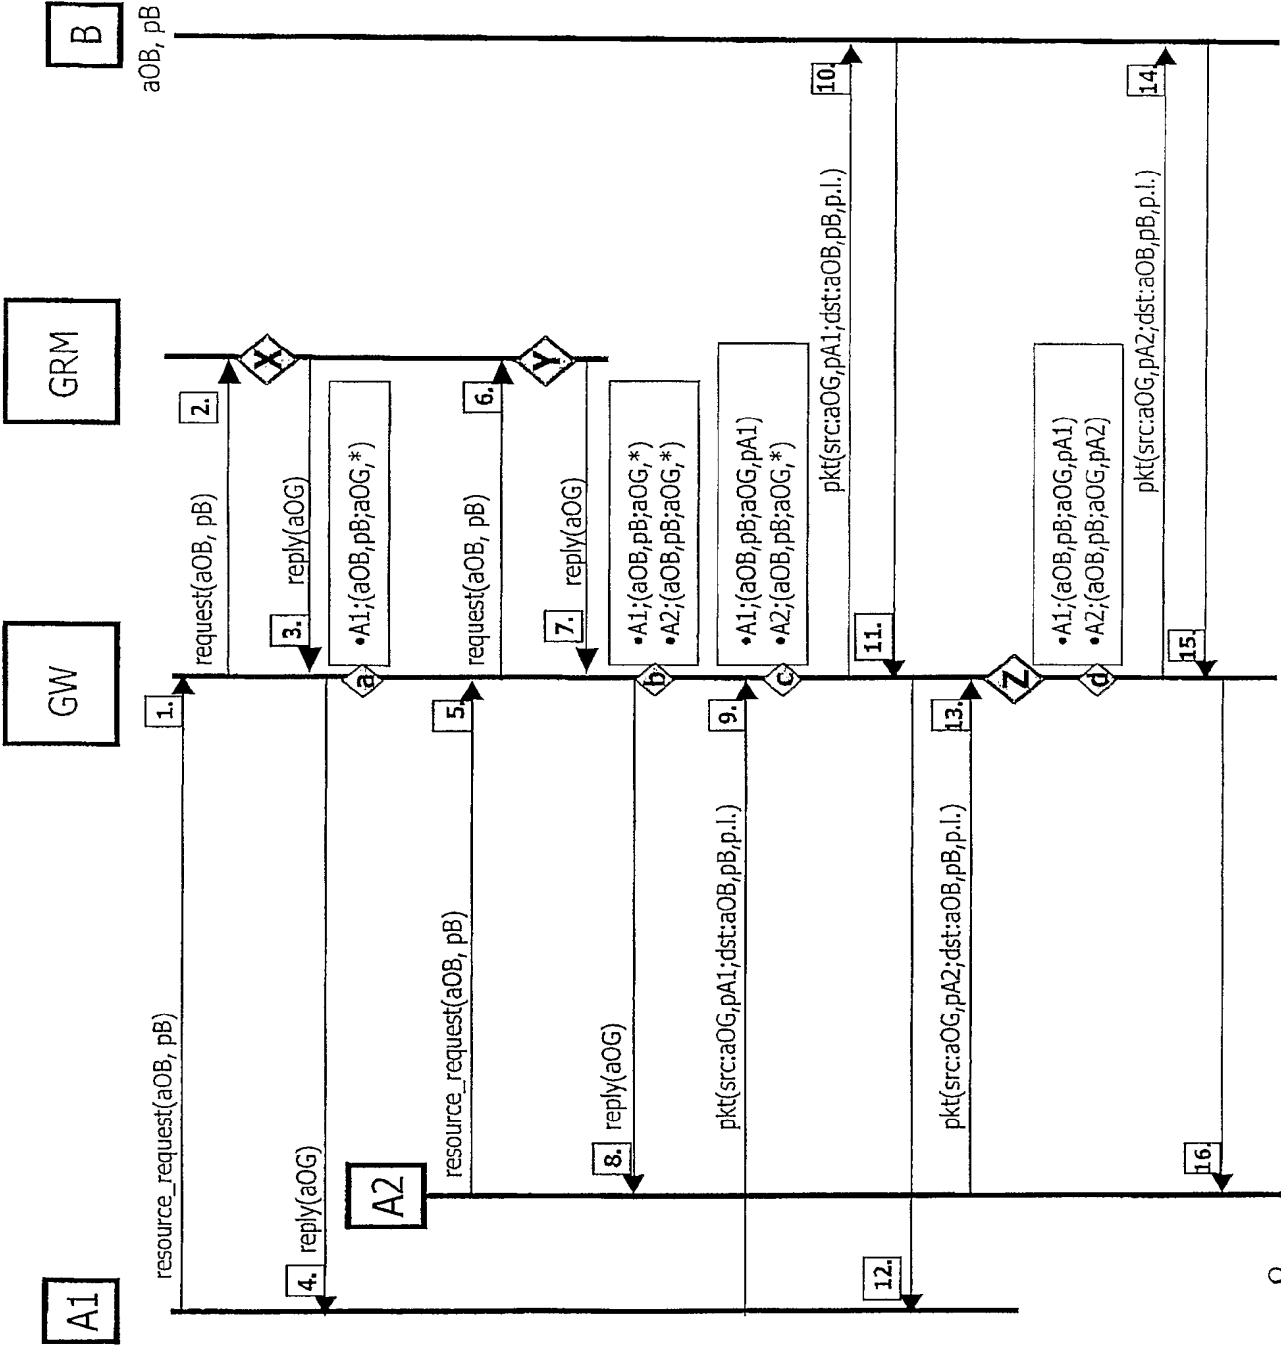 A1
A2
GW
GRM
B
aOB, pB
1.
resource_request(aOB, pB)
2.
request(aOB, pB)
X
3.
reply(aOG)
4.
reply(aOG)
a
•A1;(aOB,pB;aOG,*)
5.
resource_request(aOB, pB)
6.
request(aOB, pB)
Y
7.
reply(aOG)
8.
reply(aOG)
b
•A1;(aOB,pB;aOG,*)
•A2;(aOB,pB;aOG,*)
9.
pkt(src:aOG,pA1;dst:aOB,pB,p.l.)
c
•A1;(aOB,pB;aOG,pA1)
•A2;(aOB,pB;aOG,*)
10.
pkt(src:aOG,pA1;dst:aOB,pB,p.l.)
11.
12.
13.
pkt(src:aOG,pA2;dst:aOB,pB,p.l.)
Z
d
•A1;(aOB,pB;aOG,pA1)
•A2;(aOB,pB;aOG,pA2)
14.
pkt(src:aOG,pA2;dst:aOB,pB,p.l.)
15.
16.